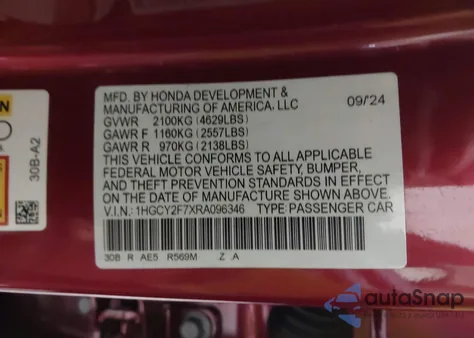 MFD. BY HONDA DEVELOPMENT &
MANUFACTURING OF AMERICA, LLC
09/24
GVWR 2100KG (4629LBS)
GAWR F 1160KG (2557LBS)
GAWR R 970KG (2138LBS)
THIS VEHICLE CONFORMS TO ALL APPLICABLE
FEDERAL MOTOR VEHICLE SAFETY, BUMPER,
AND THEFT PREVENTION STANDARDS IN EFFECT
ON THE DATE OF MANUFACTURE SHOWN ABOVE.
V.I.N: 1HGCY2F7XRA096346 TYPE PASSENGER CAR
30B R AE5 R569M Z .A
30B-A2
autoSnap